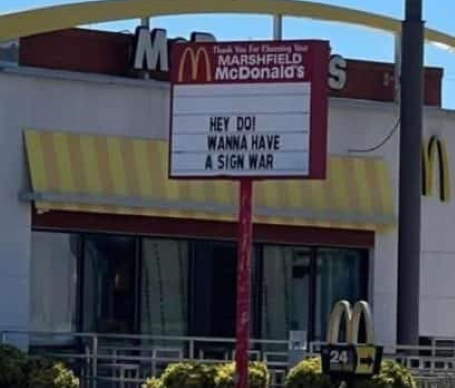 Thank You For Choosing Your
MARSHFIELD
McDonald's
HEY DQ!
WANNA HAVE
A SIGN WAR
24